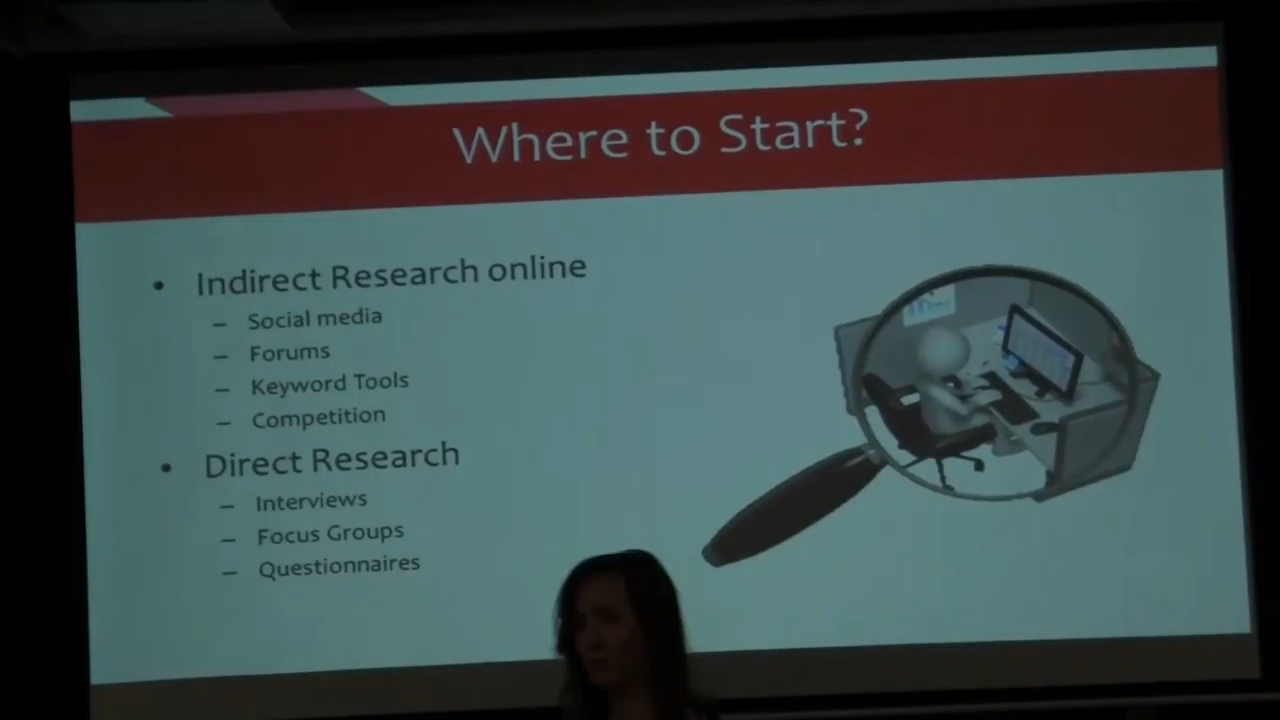 Where to Start?
• Indirect Research online
– Social media
– Forums
– Keyword Tools
– Competition
• Direct Research
– Interviews
– Focus Groups
– Questionnaires